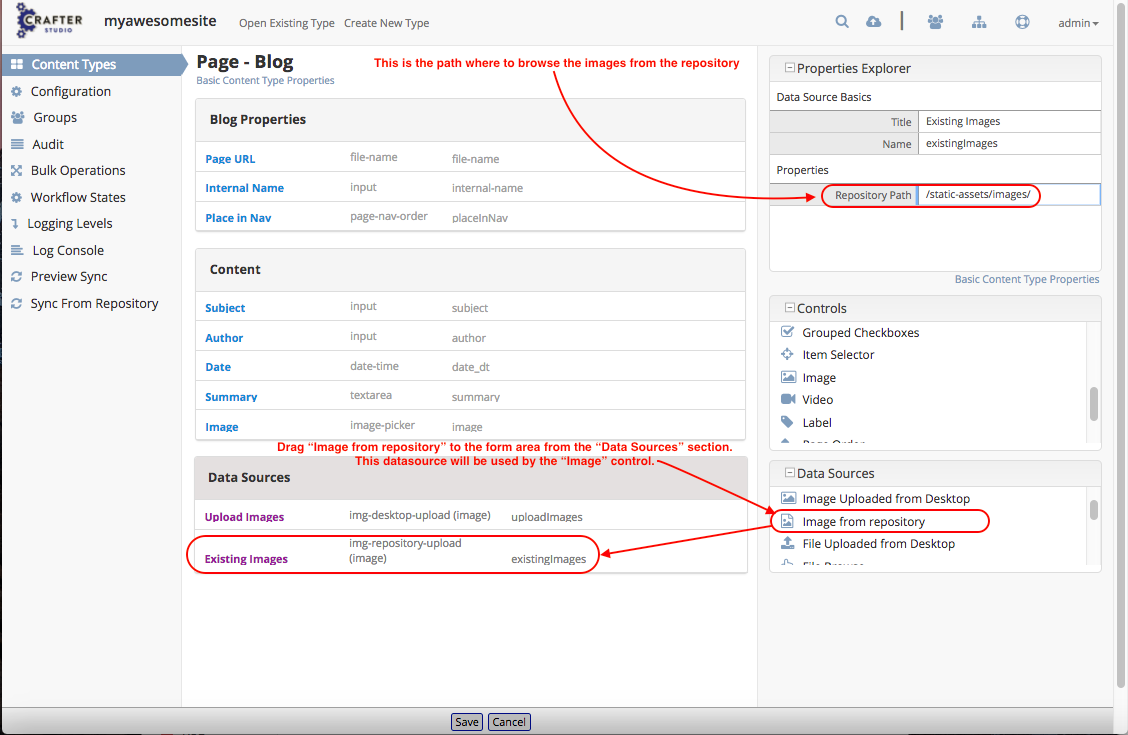 CRAFTER
STUDIO
myawesomesite
Open Existing Type
Create New Type
admin
Content Types
Configuration
Groups
Audit
Bulk Operations
Workflow States
Logging Levels
Log Console
Preview Sync
Sync From Repository
Page - Blog
Basic Content Type Properties
This is the path where to browse the images from the repository
Blog Properties
Page URL file-name file-name
Internal Name input internal-name
Place in Nav page-nav-order placeInNav
Content
Subject input subject
Author input author
Date date-time date_dt
Summary textarea summary
Image image-picker image
Drag “Image from repository” to the form area from the “Data Sources” section.
This datasource will be used by the “Image” control.
Data Sources
Upload Images img-desktop-upload (image) uploadImages
img-repository-upload
Existing Images (image) existingImages
Properties Explorer
Data Source Basics
Title Existing Images
Name existingImages
Properties
Repository Path /static-assets/images/
Basic Content Type Properties
Controls
Grouped Checkboxes
Item Selector
Image
Video
Label
Page Order
Data Sources
Image Uploaded from Desktop
Image from repository
File Uploaded from Desktop
File Browse
Save Cancel